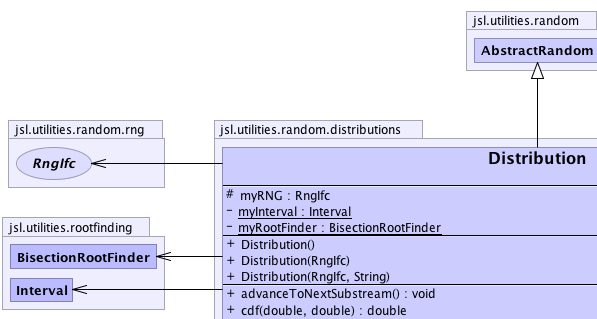 jsl.utilities.random
AbstractRandom
jsl.utilities.random.rng
RngIfc
jsl.utilities.random.distributions
Distribution
# myRNG : RngIfc
- myInterval : Interval
- myRootFinder : BisectionRootFinder
+ Distribution()
+ Distribution(RngIfc)
+ Distribution(RngIfc, String)
+ advanceToNextSubstream() : void
+ cdf(double, double) : double
jsl.utilities.rootfinding
BisectionRootFinder
Interval